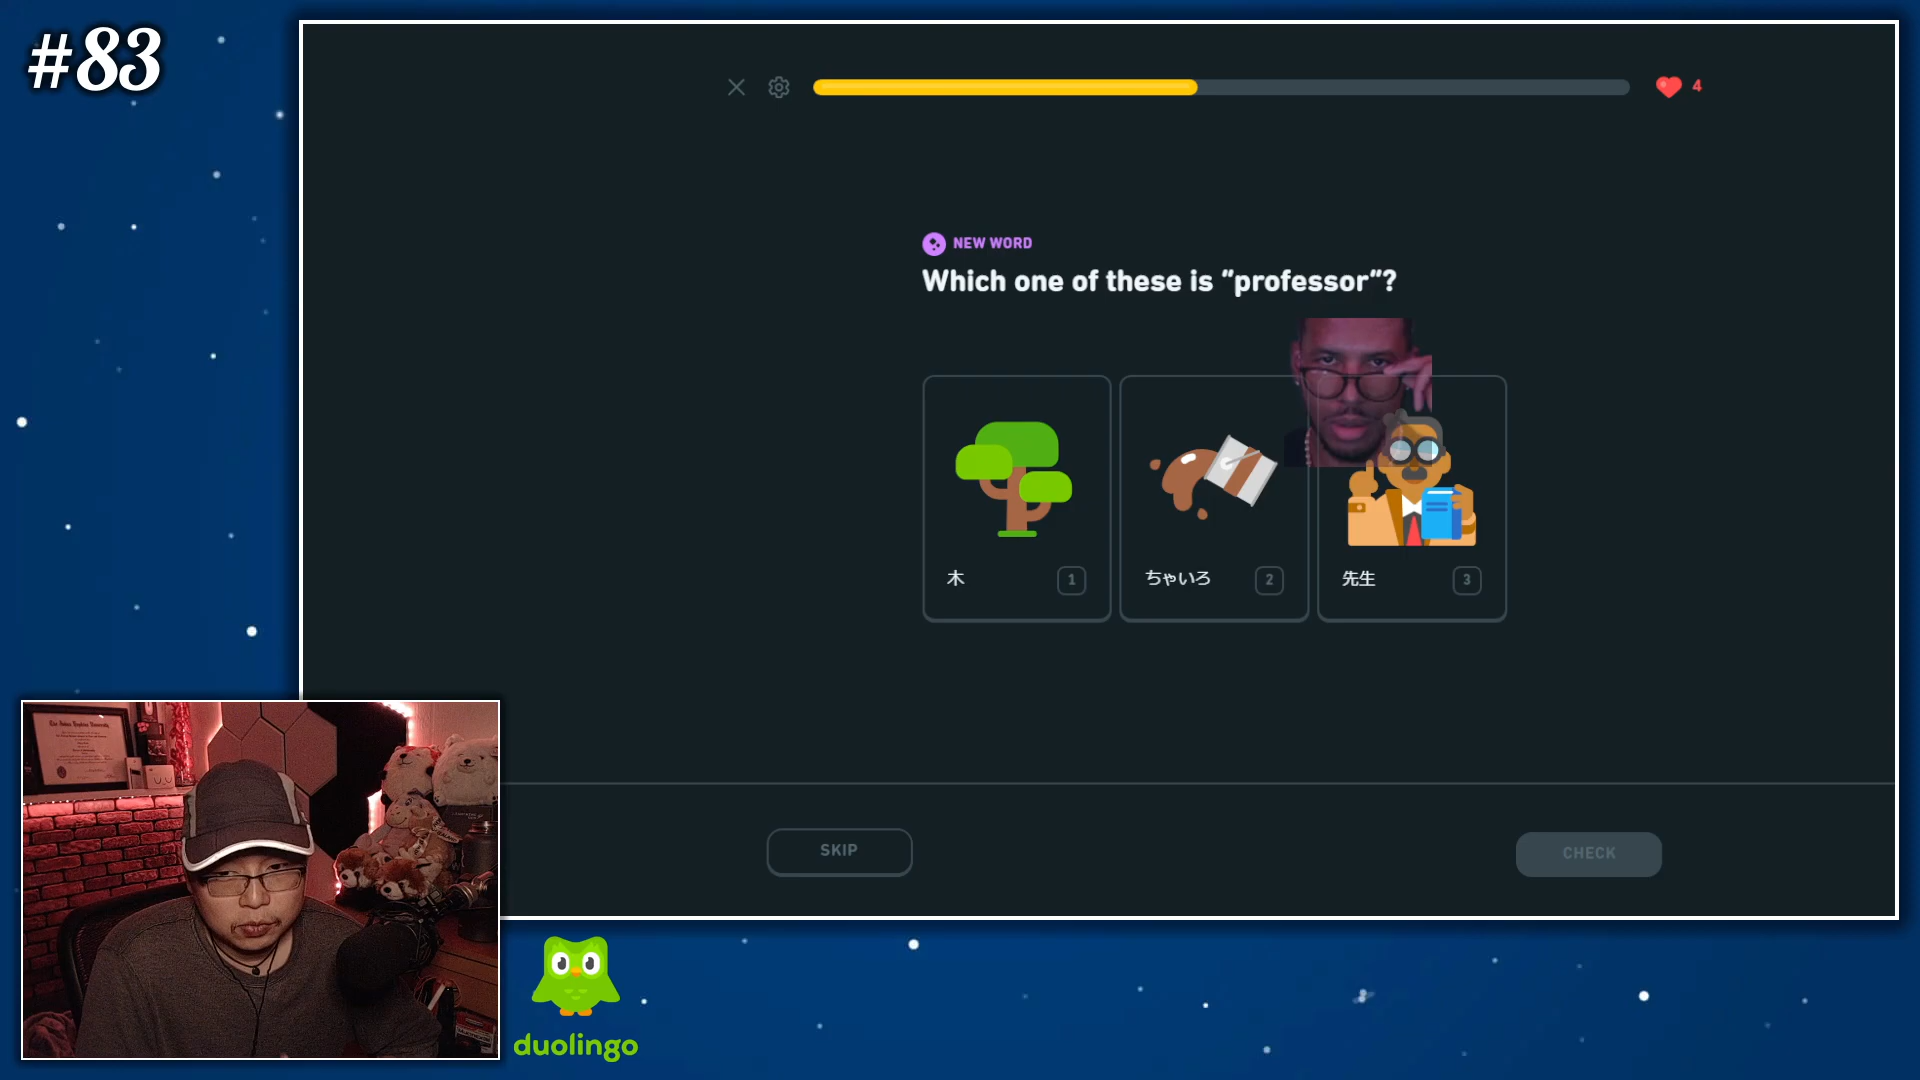 #83
4
NEW WORD
Which one of these is “professor”?
木 1
ちゃいろ 2
先生 3
SKIP
CHECK
duolingo